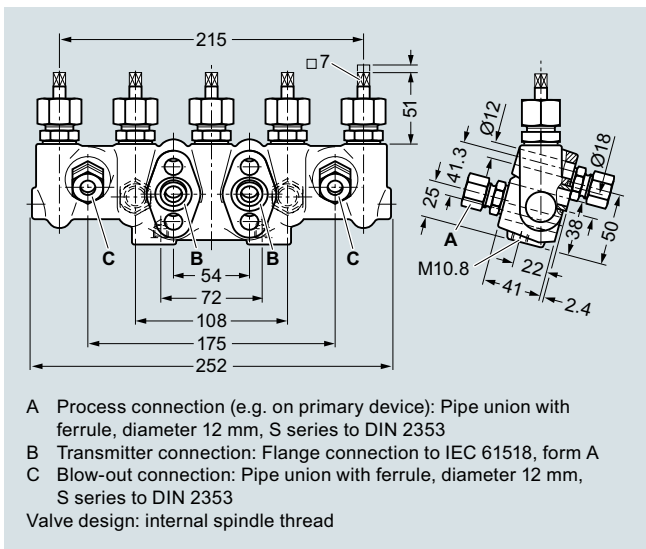 215
□7
51
C
B
B
C
54
72
108
175
252
Ø12
41.3
25
A
M10.8
Ø18
38
50
22
41
2.4
A Process connection (e.g. on primary device): Pipe union with
ferrule, diameter 12 mm, S series to DIN 2353
B Transmitter connection: Flange connection to IEC 61518, form A
C Blow-out connection: Pipe union with ferrule, diameter 12 mm,
S series to DIN 2353
Valve design: internal spindle thread